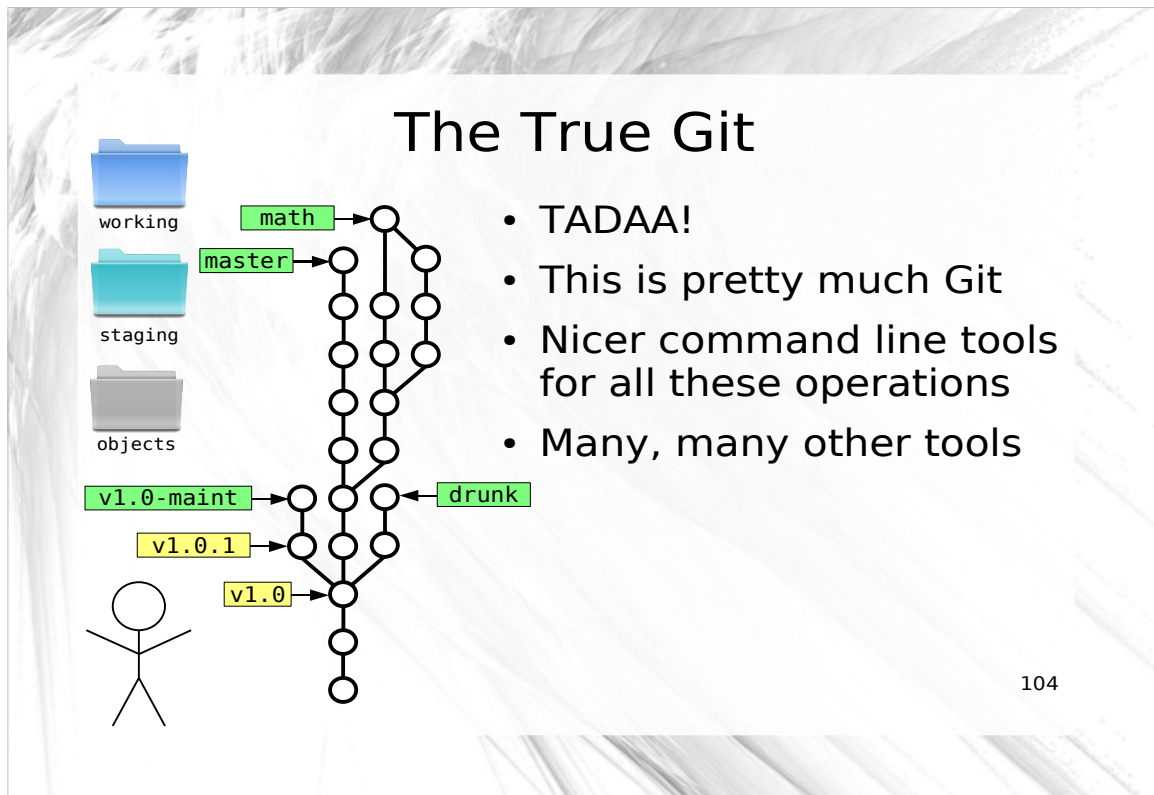 The True Git
working
staging
objects
math
master
v1.0-maint
drunk
v1.0.1
v1.0
• TADAA!
• This is pretty much Git
• Nicer command line tools
for all these operations
• Many, many other tools
104